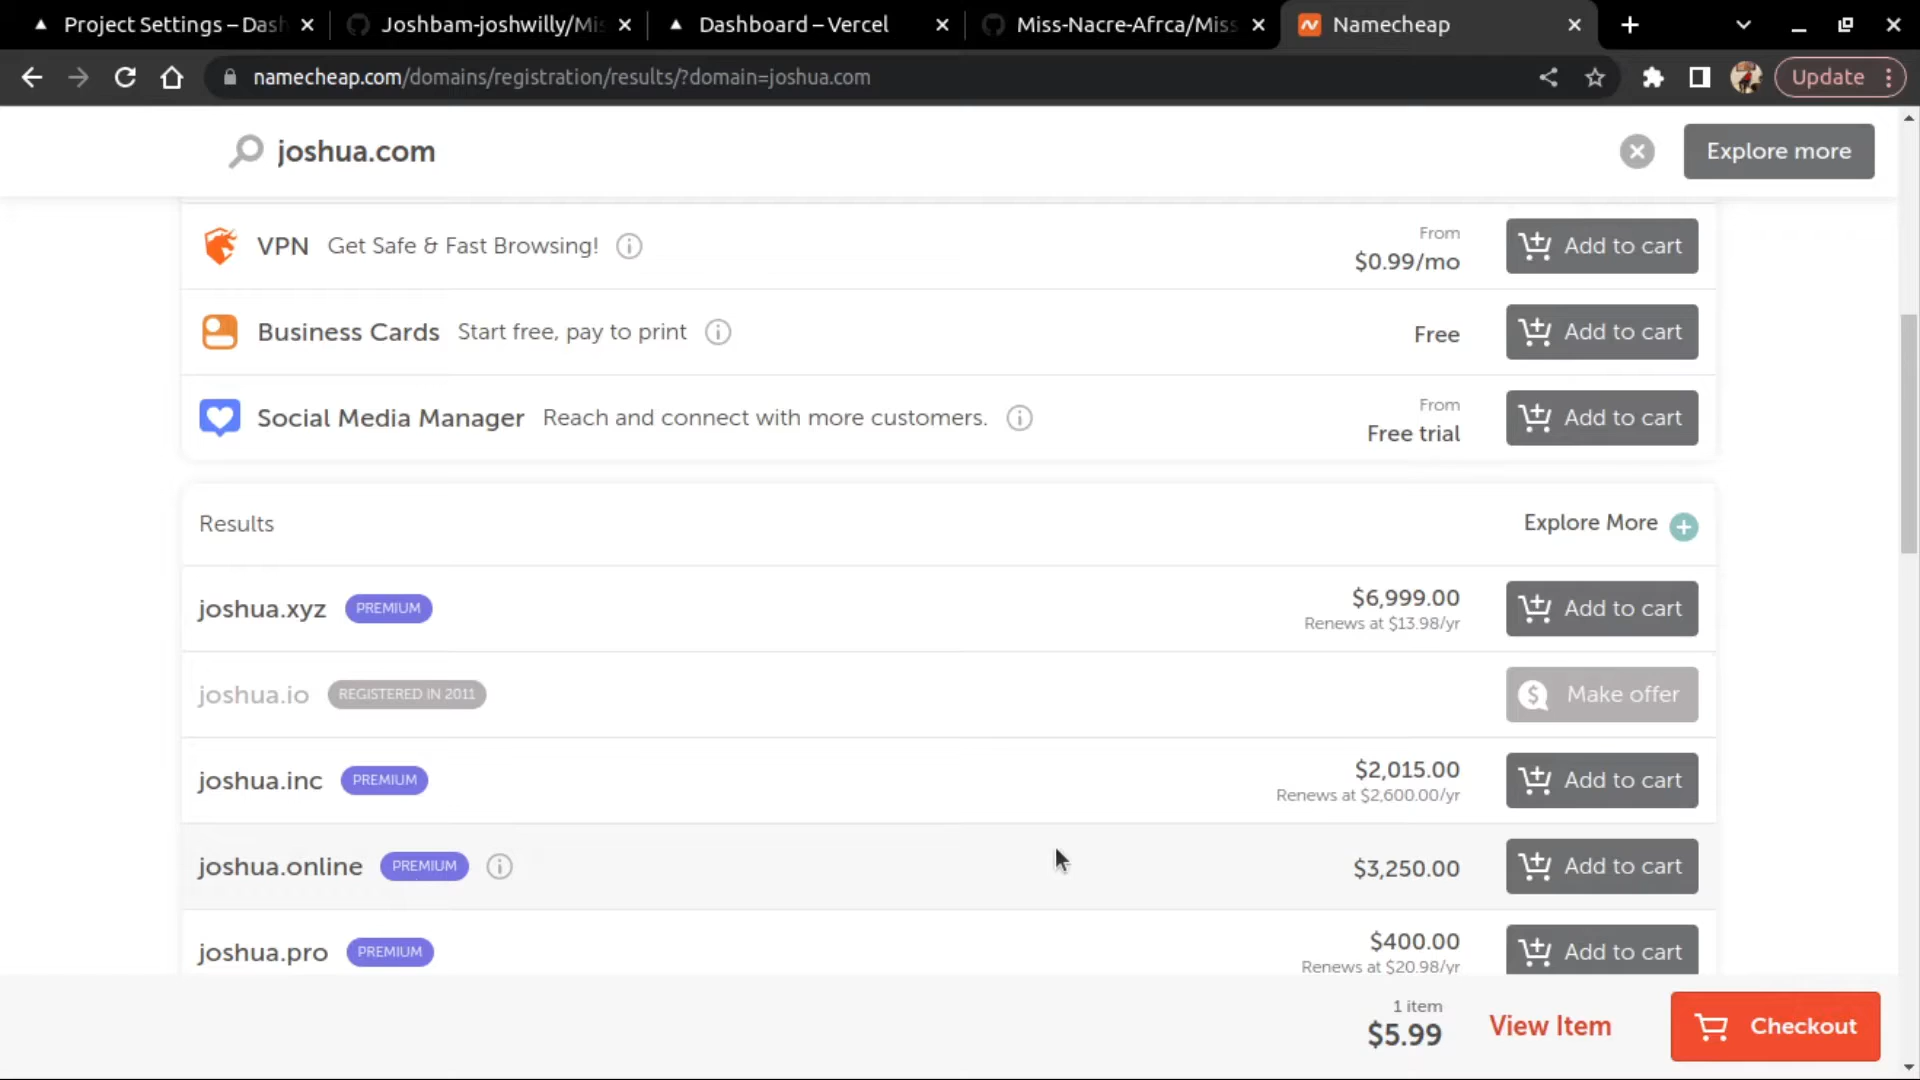 Project Settings – Dash
Joshbam-joshwilly/Mis
Dashboard – Vercel
Miss-Nacre-Afrca/Miss
Namecheap
namecheap.com/domains/registration/results/?domain=joshua.com
Update
joshua.com
Explore more
VPN Get Safe & Fast Browsing!
From
$0.99/mo
Add to cart
Business Cards Start free, pay to print
Free
Add to cart
Social Media Manager Reach and connect with more customers.
From
Free trial
Add to cart
Results
Explore More
joshua.xyz PREMIUM
$6,999.00
Renews at $13.98/yr
Add to cart
joshua.io REGISTERED IN 2011
Make offer
joshua.inc PREMIUM
$2,015.00
Renews at $2,600.00/yr
Add to cart
joshua.online PREMIUM
$3,250.00
Add to cart
joshua.pro PREMIUM
$400.00
Renews at $20.98/yr
Add to cart
1 item
$5.99
View Item
Checkout